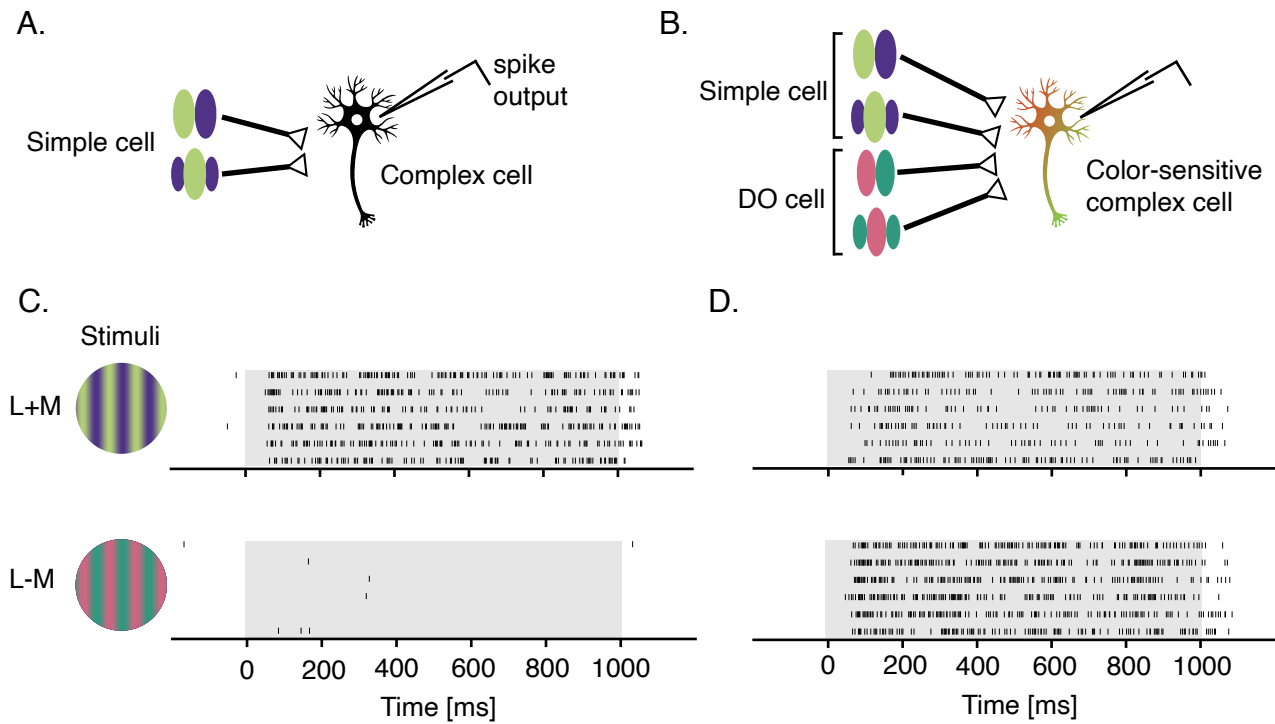 A.
Simple cell
spike
output
Complex cell
B.
Simple cell
DO cell
Color-sensitive
complex cell
C.
Stimuli
L+M
L-M
0 200 400 600 800 1000
Time [ms]
D.
0 200 400 600 800 1000
Time [ms]